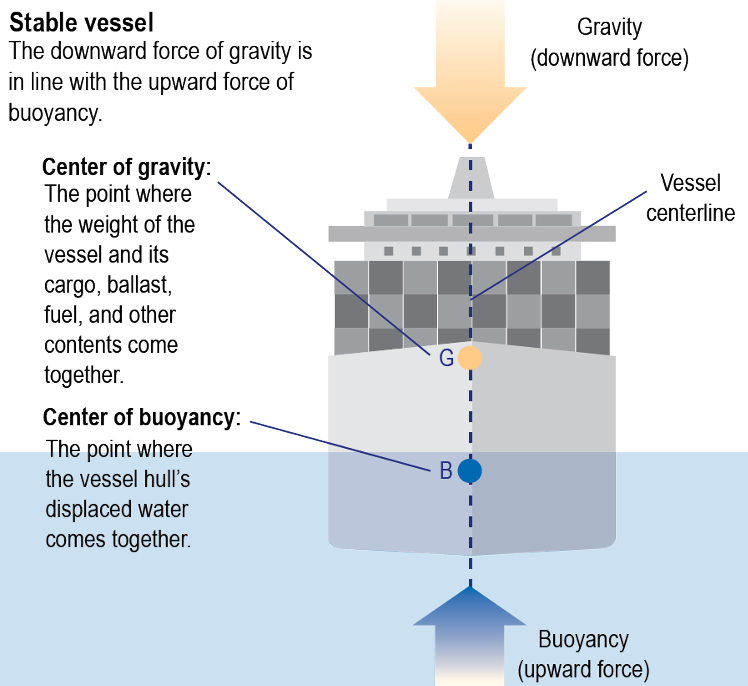 Stable vessel
The downward force of gravity is
in line with the upward force of
buoyancy.
Gravity
(downward force)
Center of gravity:
The point where
the weight of the
vessel and its
cargo, ballast,
fuel, and other
contents come
together.
Vessel
centerline
G
Center of buoyancy:
The point where
the vessel hull’s
displaced water
comes together.
B
Buoyancy
(upward force)